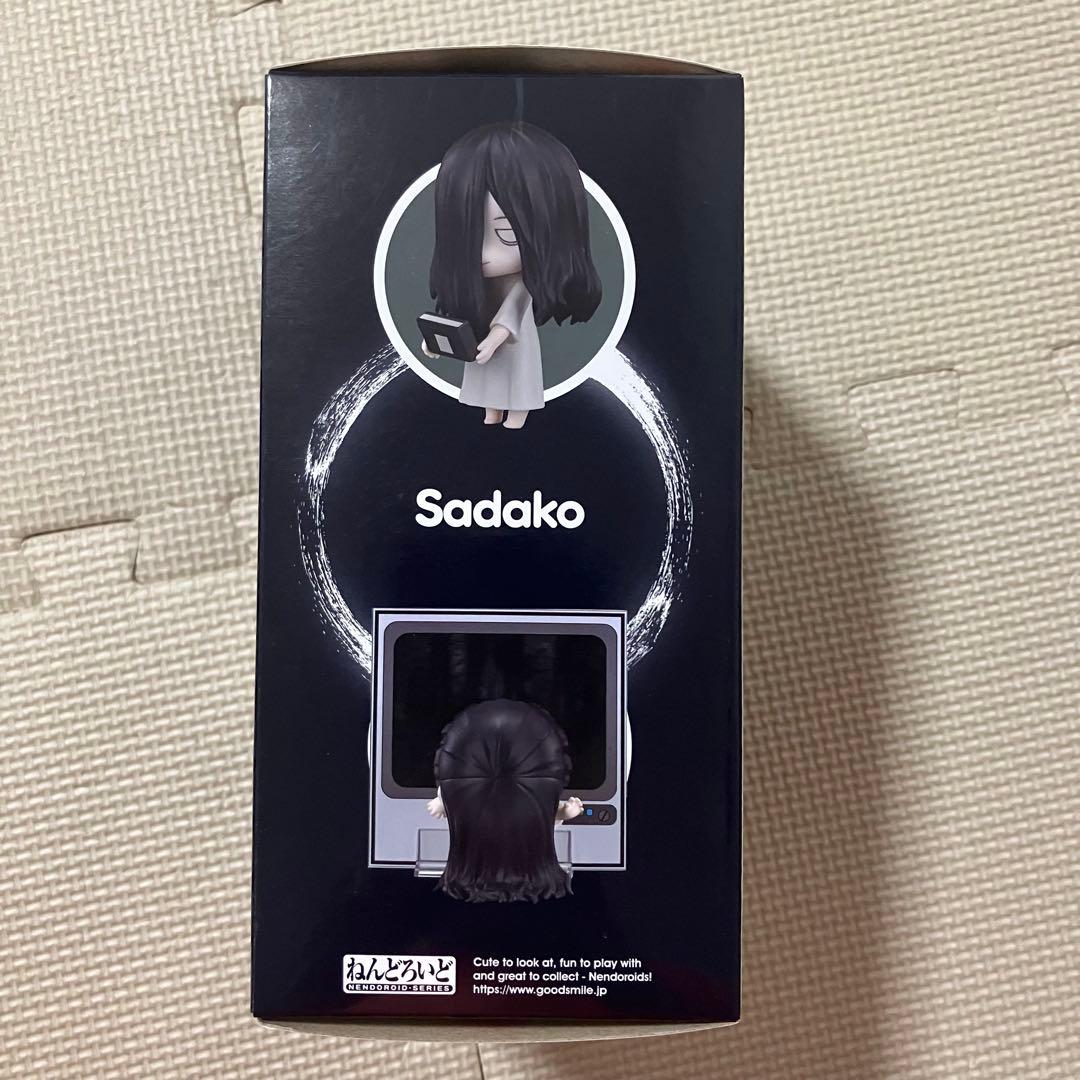 Sadako
ねんどろいど
NENDOROID・SERIES
Cute to look at, fun to play with
and great to collect - Nendoroids!
https://www.goodsmile.jp